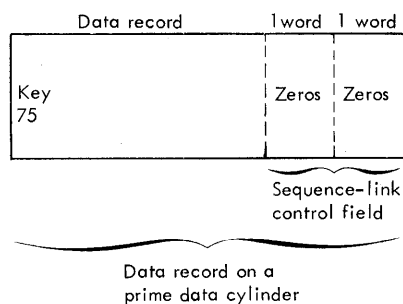 Data record 1 word 1 word
Key
75
Zeros Zeros
Sequence-link
control field
Data record on a
prime data cylinder